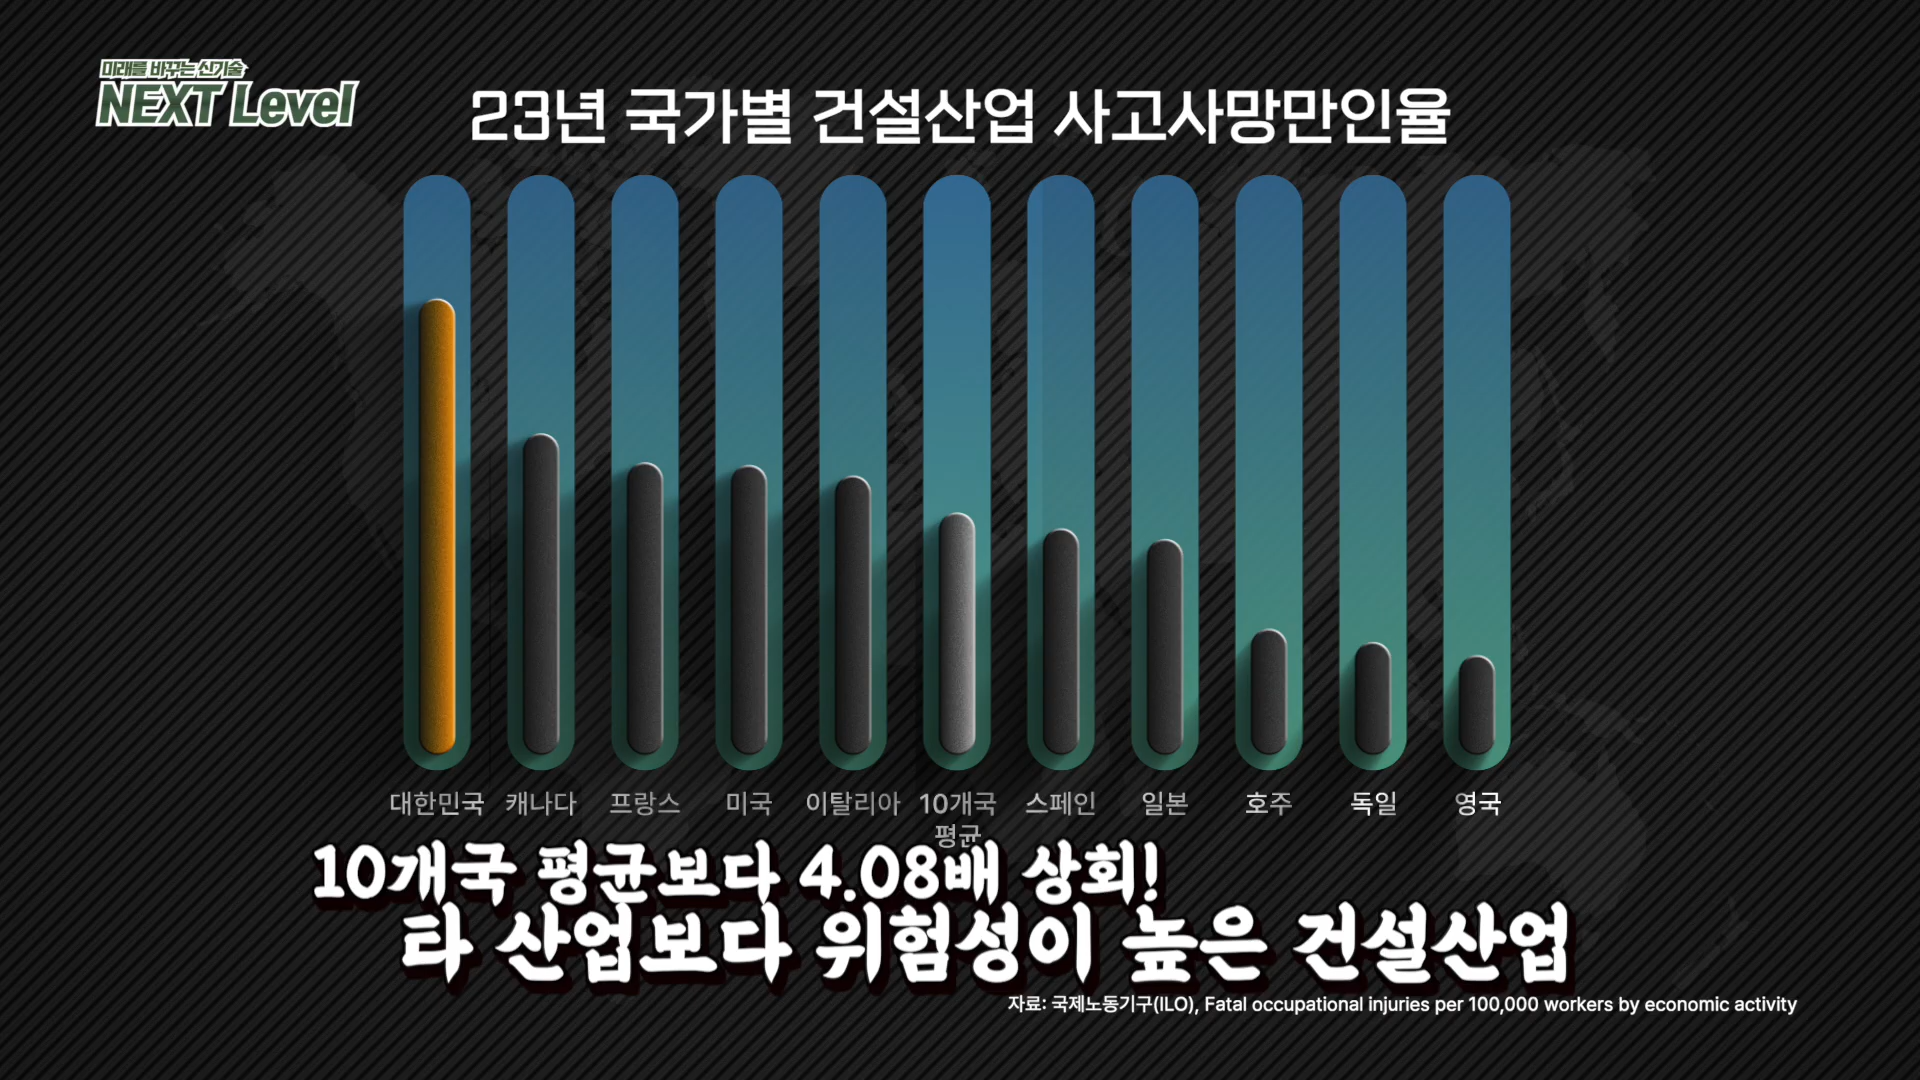 미래를 바꾸는 신기술
NEXT Level
23년 국가별 건설산업 사고사망만인율
대한민국 캐나다 프랑스 미국 이탈리아 10개국 평균 스페인 일본 호주 독일 영국
10개국 평균보다 4.08배 상회!
타 산업보다 위험성이 높은 건설산업
자료: 국제노동기구(ILO), Fatal occupational injuries per 100,000 workers by economic activity